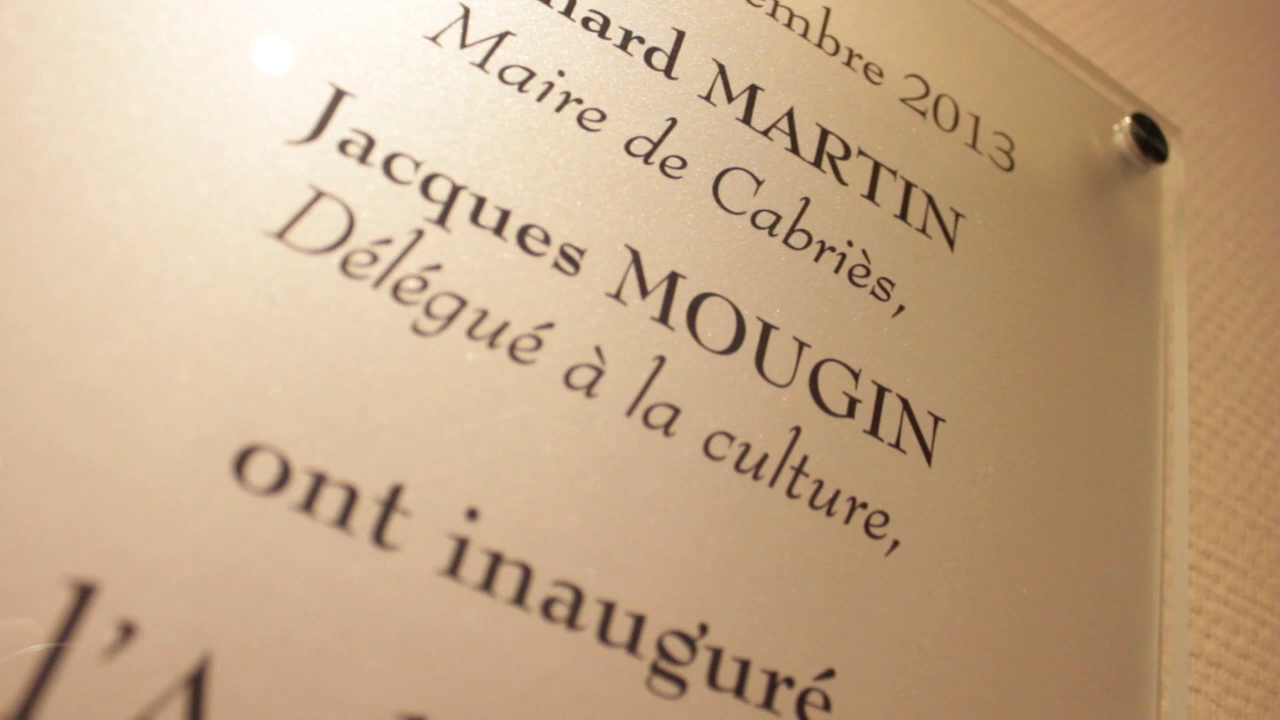 embre 2013
nard MARTIN
Maire de Cabriès,
Jacques MOUGIN
Délégué à la culture,
ont inauguré
l'A